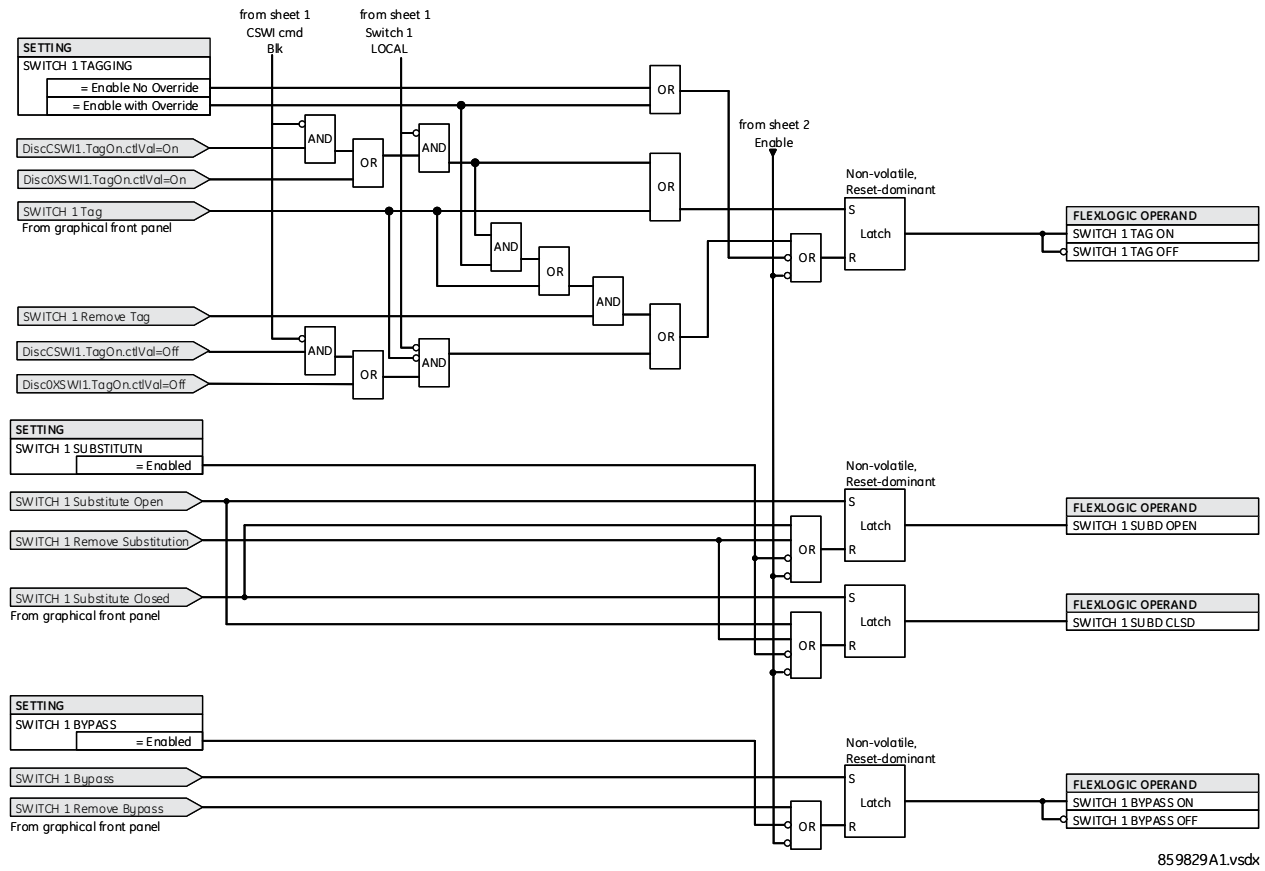 from sheet 1
CSWI cmd
Blk
from sheet 1
Switch 1
LOCAL
SETTING
SWITCH 1 TAGGING
= Enable No Override
= Enable with Override
OR
from sheet 2
Enable
DiscCSWI1.TagOn.ctlVal=On
AND
OR
AND
Disc0XSWI1.TagOn.ctlVal=On
OR
Non-volatile,
Reset-dominant
SWITCH 1 Tag
From graphical front panel
S
Latch
R
FLEXLOGIC OPERAND
SWITCH 1 TAG ON
SWITCH 1 TAG OFF
AND
OR
OR
AND
SWITCH 1 Remove Tag
OR
DiscCSWI1.TagOn.ctlVal=Off
AND
OR
AND
Disc0XSWI1.TagOn.ctlVal=Off
SETTING
SWITCH 1 SUBSTITUTN
= Enabled
Non-volatile,
Reset-dominant
SWITCH 1 Substitute Open
S
Latch
R
FLEXLOGIC OPERAND
SWITCH 1 SUBD OPEN
SWITCH 1 Remove Substitution
OR
SWITCH 1 Substitute Closed
From graphical front panel
S
Latch
R
FLEXLOGIC OPERAND
SWITCH 1 SUBD CLSD
OR
SETTING
SWITCH 1 BYPASS
= Enabled
Non-volatile,
Reset-dominant
SWITCH 1 Bypass
S
Latch
R
FLEXLOGIC OPERAND
SWITCH 1 BYPASS ON
SWITCH 1 BYPASS OFF
SWITCH 1 Remove Bypass
From graphical front panel
OR
859829A1.vsdx